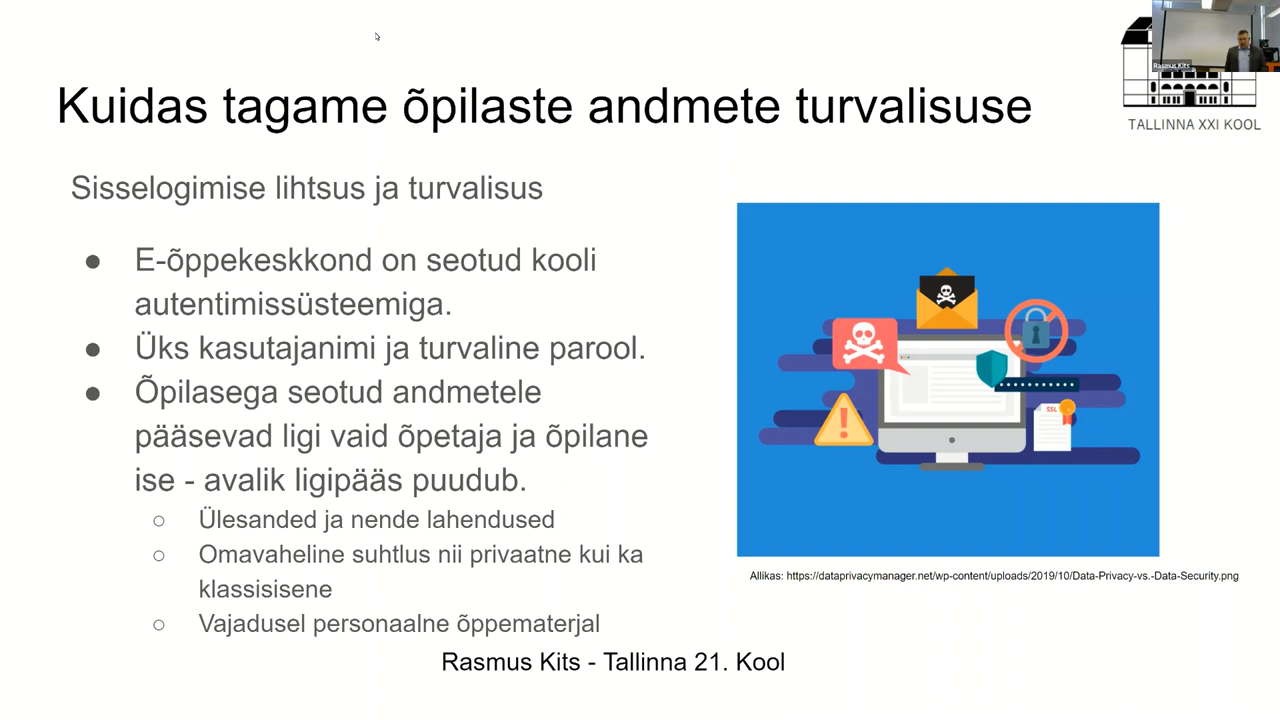 Kuidas tagame õpilaste andmete turvalisuse
Rasmus Kits
TALLINNA XXI KOOL
Sisselogimise lihtsus ja turvalisus
● E-õppekeskkond on seotud kooli
autentimissüsteemiga.
● Üks kasutajanimi ja turvaline parool.
● Õpilasega seotud andmetele
pääsevad ligi vaid õpetaja ja õpilane
ise - avalik ligipääs puudub.
○ Ülesanded ja nende lahendused
○ Omavaheline suhtlus nii privaatne kui ka
klassisisene
○ Vajadusel personaalne õppematerjal
SSL
Allikas: https://dataprivacymanager.net/wp-content/uploads/2019/10/Data-Privacy-vs.-Data-Security.png
Rasmus Kits - Tallinna 21. Kool